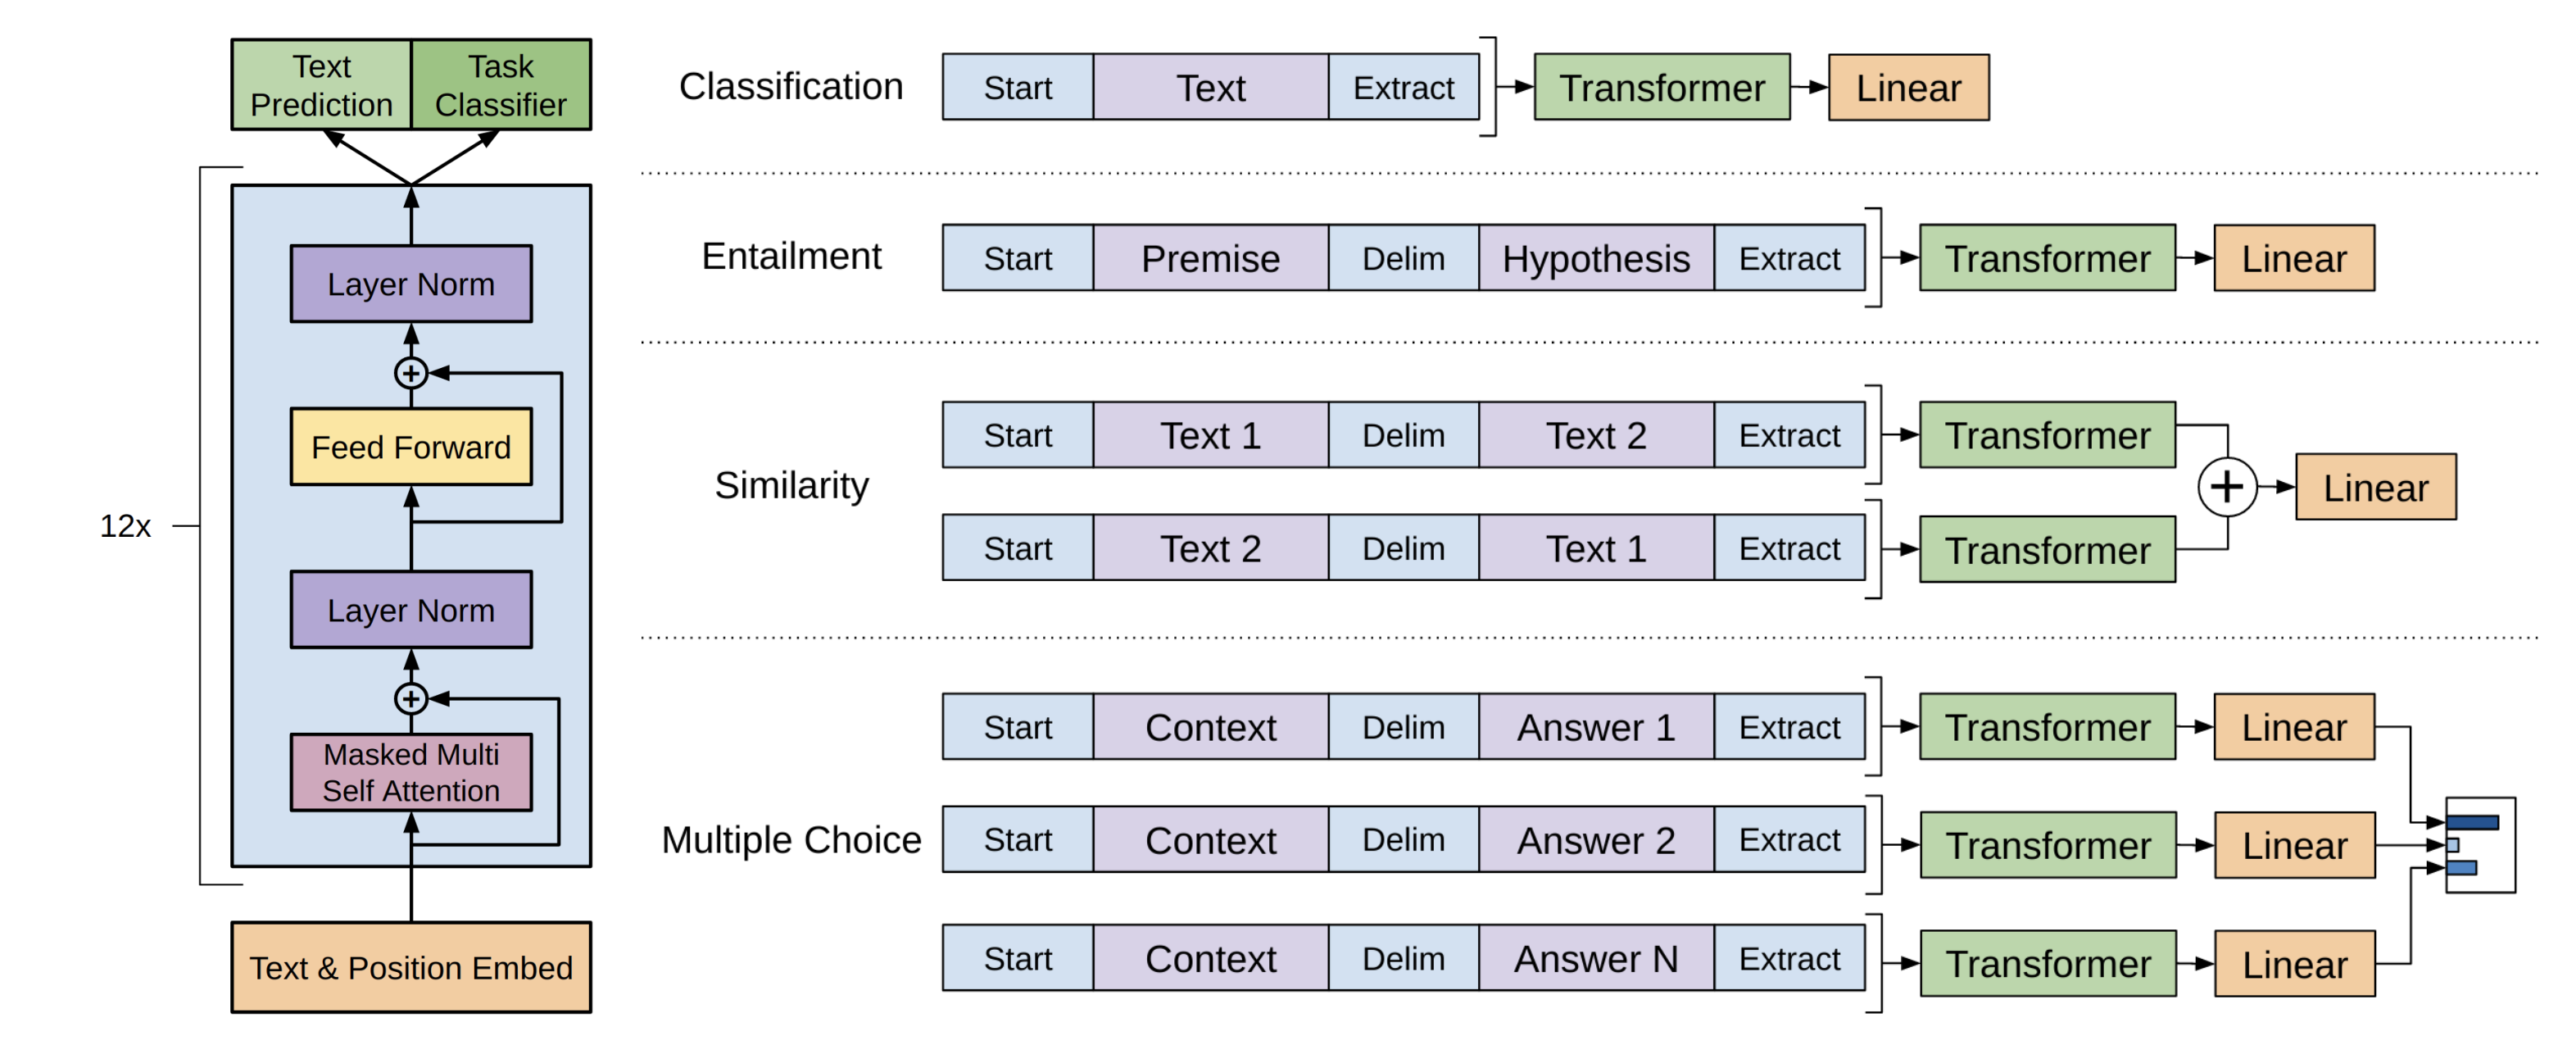 Text
Prediction
Task
Classifier
12x
Layer Norm
+
Feed Forward
Layer Norm
+
Masked Multi
Self Attention
Text & Position Embed
Classification
Start Text Extract Transformer Linear
Entailment
Start Premise Delim Hypothesis Extract Transformer Linear
Similarity
Start Text 1 Delim Text 2 Extract Transformer
+ Linear
Start Text 2 Delim Text 1 Extract Transformer
Multiple Choice
Start Context Delim Answer 1 Extract Transformer Linear
Start Context Delim Answer 2 Extract Transformer Linear
Start Context Delim Answer N Extract Transformer Linear